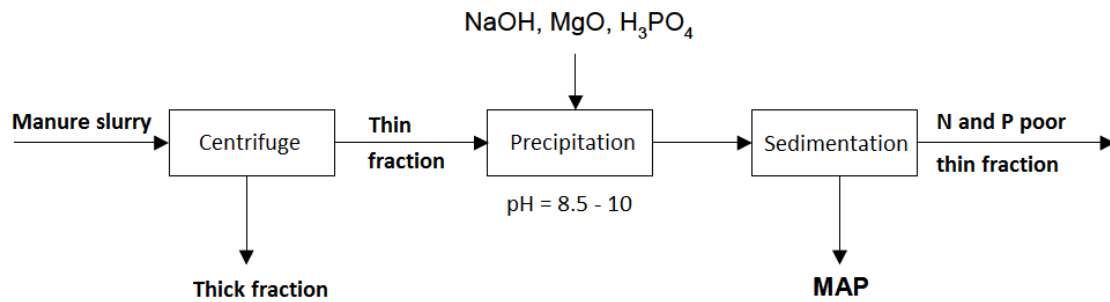 NaOH, MgO, H₃PO₄
Manure slurry
Centrifuge
Thin
fraction
Precipitation
Sedimentation
N and P poor
thin fraction
pH = 8.5 - 10
Thick fraction
MAP